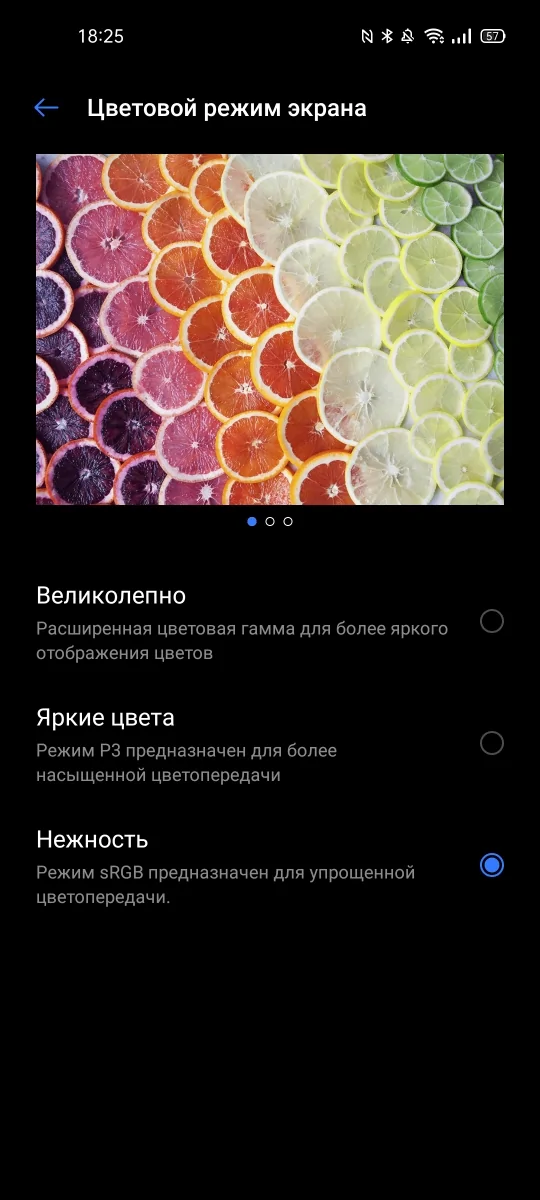 18:25
57
Цветовой режим экрана
Великолепно
Расширенная цветовая гамма для более яркого
отображения цветов
Яркие цвета
Режим P3 предназначен для более
насыщенной цветопередачи
Нежность
Режим sRGB предназначен для упрощенной
цветопередачи.